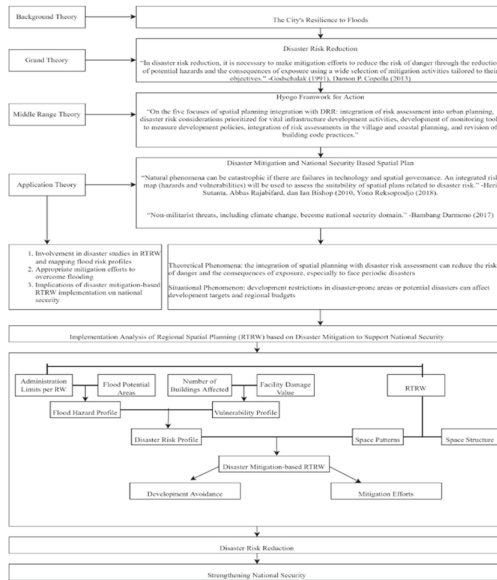 Background Theory
The City's Resilience to Floods
Grand Theory
Disaster Risk Reduction
"In disaster risk reduction, it is necessary to make mitigation efforts to reduce the risk of danger through the reduction
of potential hazards and the consequences of exposure using a wide selection of mitigation activities tailored to their
objectives." -Godschalak (1991), Damon P. Copolla (2013)
Middle Range Theory
Hyogo Framwork for Action
"On the five focuses of spatial planning integration with DRR: integration of risk assessment into urban planning,
disaster risk considerations prioritized for vital infrastructure development activities, development of monitoring tools
to measure development policies, integration of risk assessments in the village and coastal planning, and revision of
building code practices."
Application Theory
Disaster Mitigation and National Security Based Spatial Plan
"Natural phenomena can be catastrophic if there are failures in technology and spatial governance. An integrated risk
map (hazards and vulnerabilities) will be used to assess the suitability of spatial plans related to disaster risk." -Heri
Sutanta, Abbas Rajabifard, dan Ian Bishop (2010, Yono Reksoprodjo (2018).
"Non-militarist threats, including climate change, become national security domain." -Bambang Darmono (2017)
1. Involvement in disaster studies in RTRW
and mapping flood risk profiles
2. Appropriate mitigation efforts to
overcome flooding
3. Implications of disaster mitigation-based
RTRW implementation on national
security
Theoretical Phenomena: the integration of spatial planning with disaster risk assessment can reduce the risk
of danger and the consequences of exposure, especially to face periodic disasters
Situational Phenomena: development restrictions in disaster-prone areas or potential disasters can affect
development targets and regional budgets
Implementation Analysis of Regional Spatial Planning (RTRW) based on Disaster Mitigation to Support National Security
Administration
Limits per RW
Flood Potential
Areas
Number of
Buildings Affected
Facility Damage
Value
RTRW
Flood Hazard Profile
Vulnerability Profile
Disaster Risk Profile
Space Patterns
Space Structure
Disaster Mitigation-based RTRW
Development Avoidance
Mitigation Efforts
Disaster Risk Reduction
Strengthening National Security